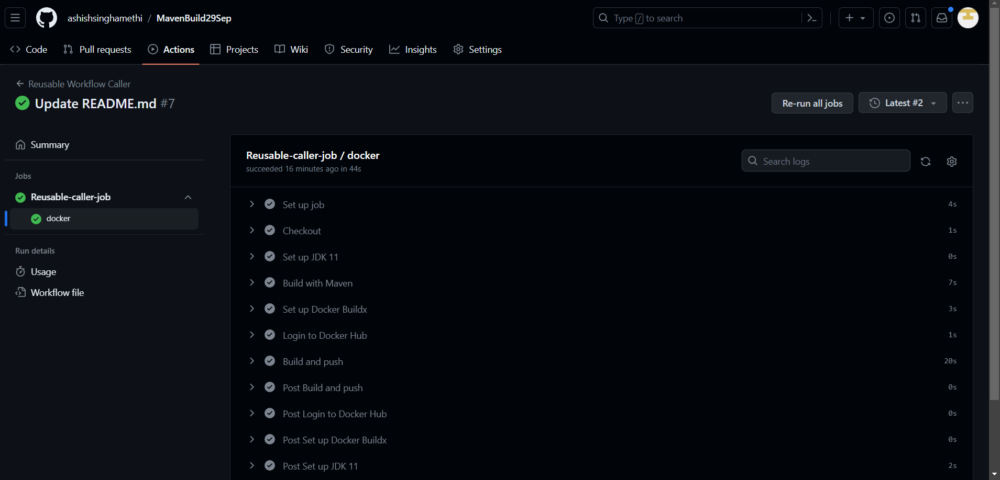 ashishsinghamethi / MavenBuild29Sep
Type / to search
Code Pull requests Actions Projects Wiki Security Insights Settings
Reusable Workflow Caller
Update README.md #7
Re-run all jobs
Latest #2
Summary
Jobs
Reusable-caller-job
docker
Run details
Usage
Workflow file
Reusable-caller-job / docker
succeeded 16 minutes ago in 44s
Search logs
Set up job 4s
Checkout 1s
Set up JDK 11 0s
Build with Maven 7s
Set up Docker Buildx 3s
Login to Docker Hub 1s
Build and push 20s
Post Build and push 0s
Post Login to Docker Hub 0s
Post Set up Docker Buildx 0s
Post Set up JDK 11 2s